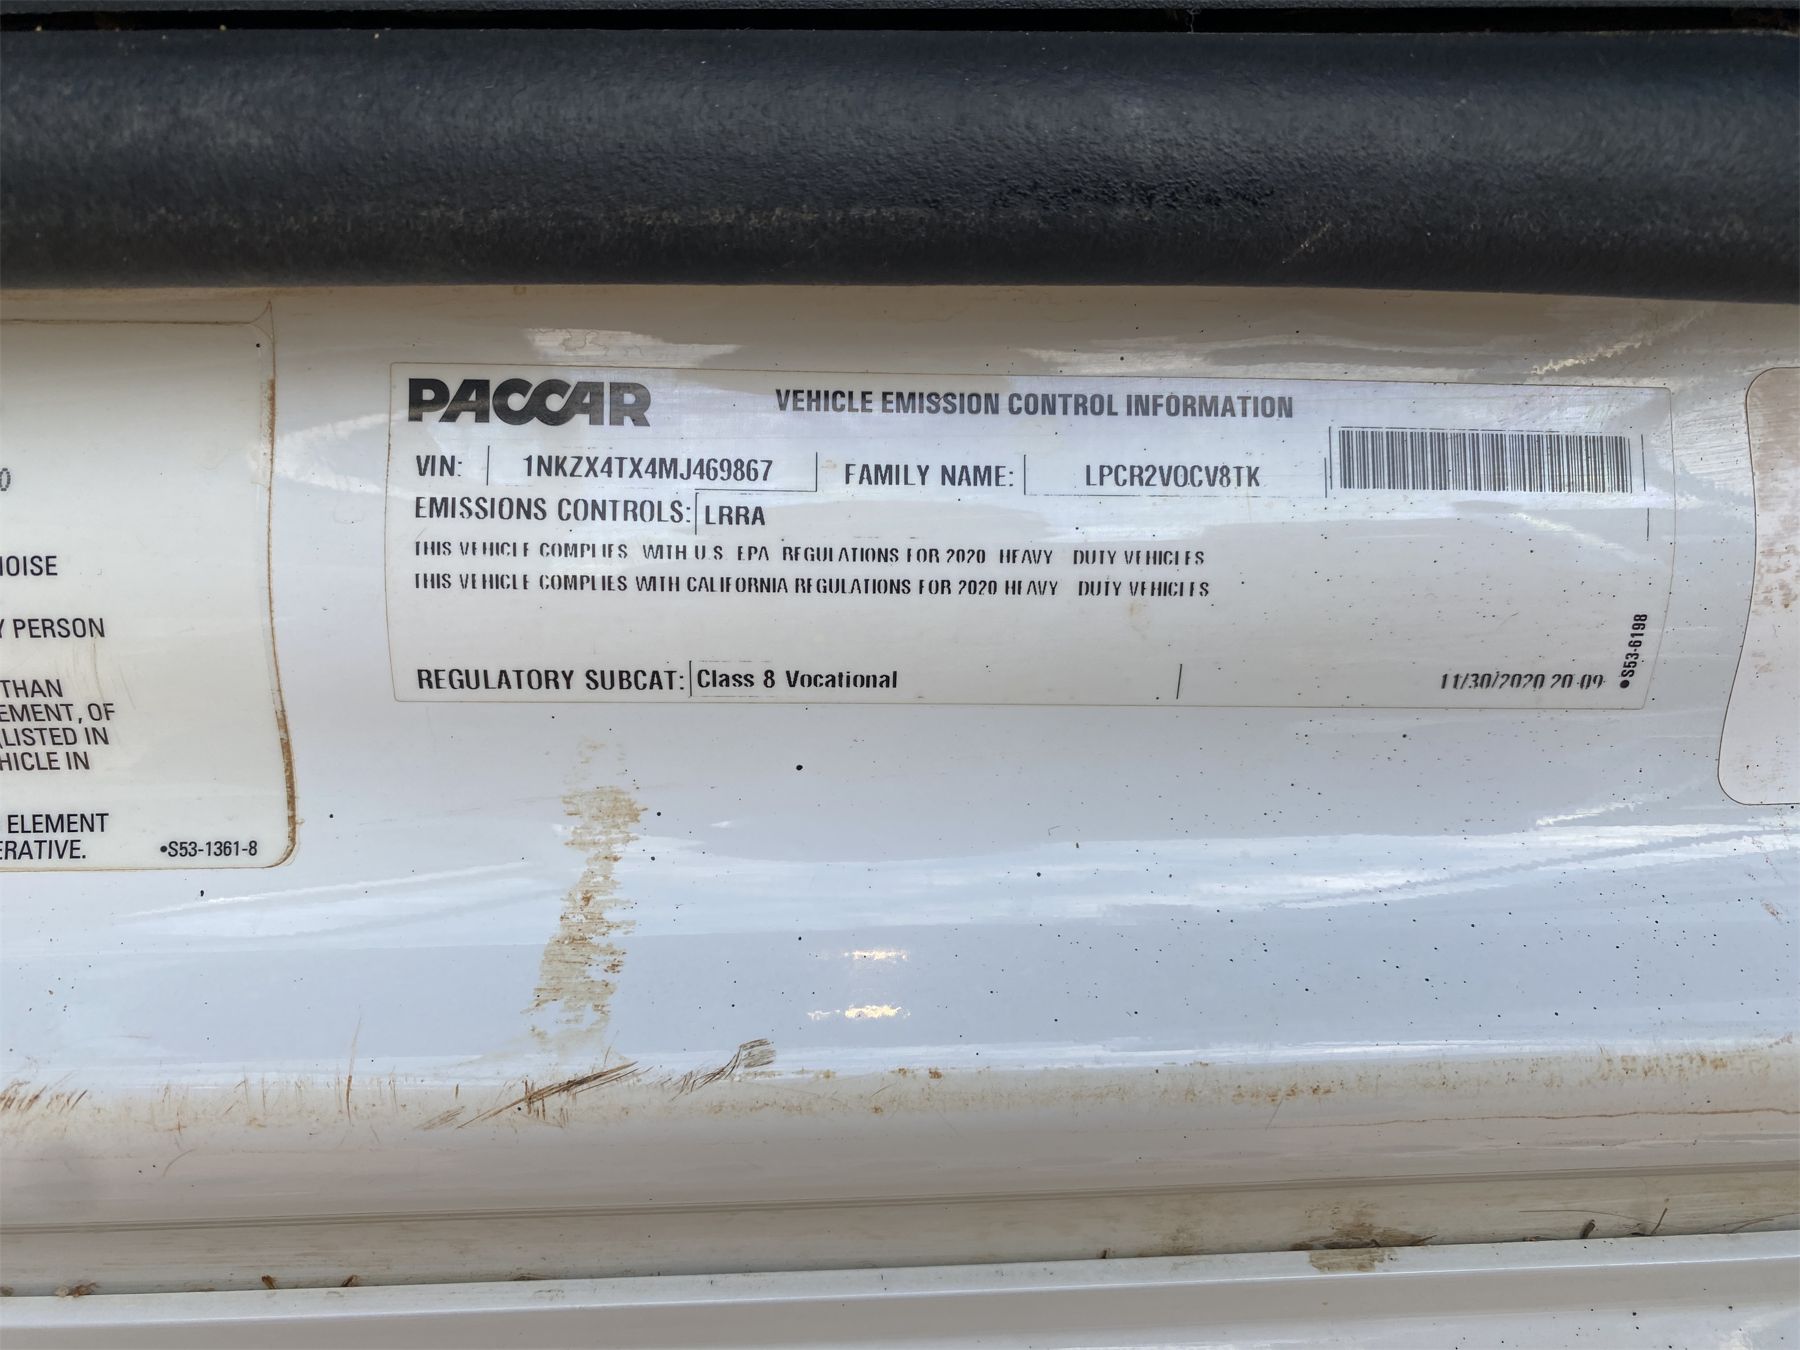 PACCAR VEHICLE EMISSION CONTROL INFORMATION
VIN: 1NKZX4TX4MJ469867 FAMILY NAME: LPCR2VOCV8TK
EMISSIONS CONTROLS: LRRA
THIS VEHICLE COMPLIES WITH U.S. EPA REGULATIONS FOR 2020 HEAVY DUTY VEHICLES
THIS VEHICLE COMPLIES WITH CALIFORNIA REGULATIONS FOR 2020 HEAVY DUTY VEHICLES
REGULATORY SUBCAT: Class 8 Vocational 11/30/2020 20:09
•S53-6198
0
NOISE
Y PERSON
THAN
EMENT, OF
(LISTED IN
HICLE IN
ELEMENT
ERATIVE.
•S53-1361-8